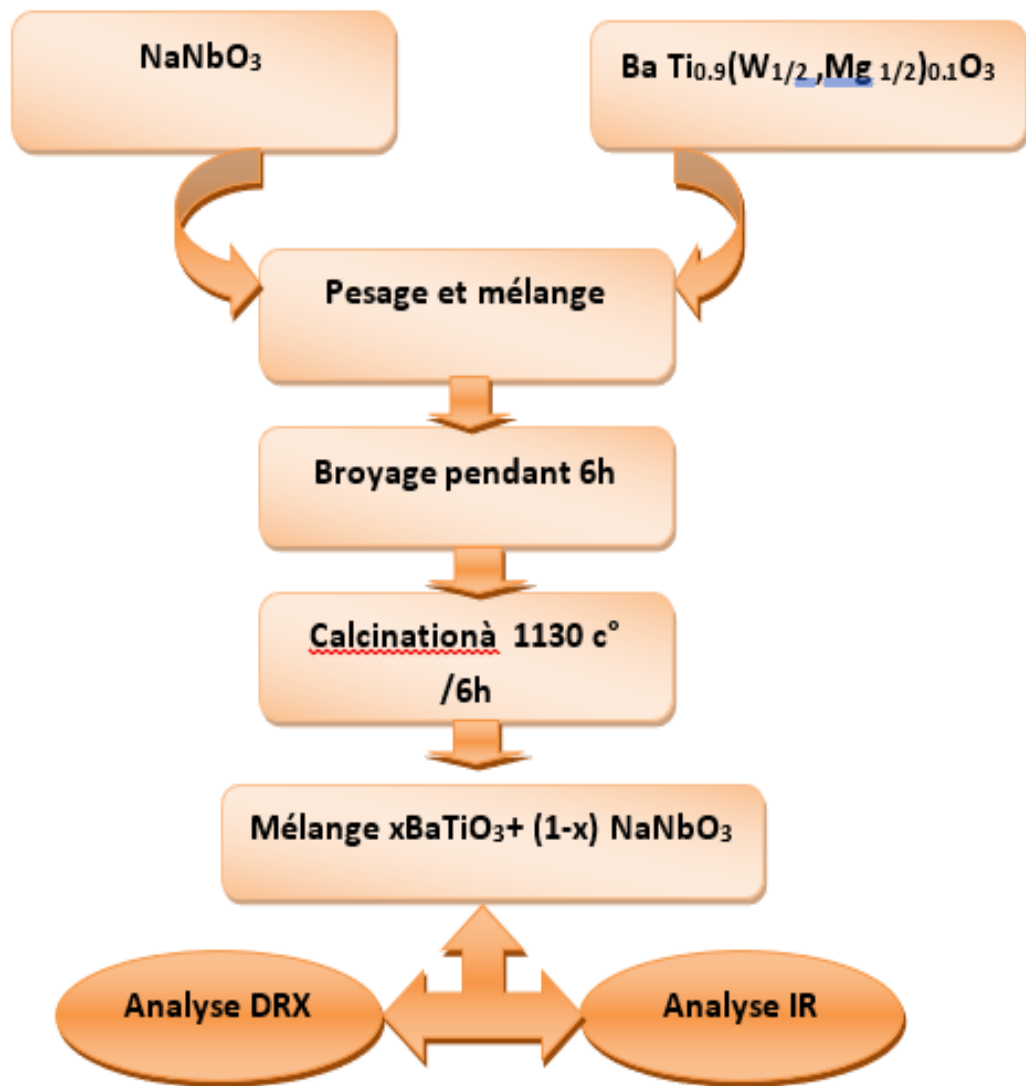 NaNbO₃
Ba Ti₀.₉(W₁/₂ ,Mg ₁/₂)₀.₁O₃
Pesage et mélange
Broyage pendant 6h
Calcinationà 1130 c°
/6h
Mélange xBaTiO₃+ (1-x) NaNbO₃
Analyse DRX
Analyse IR